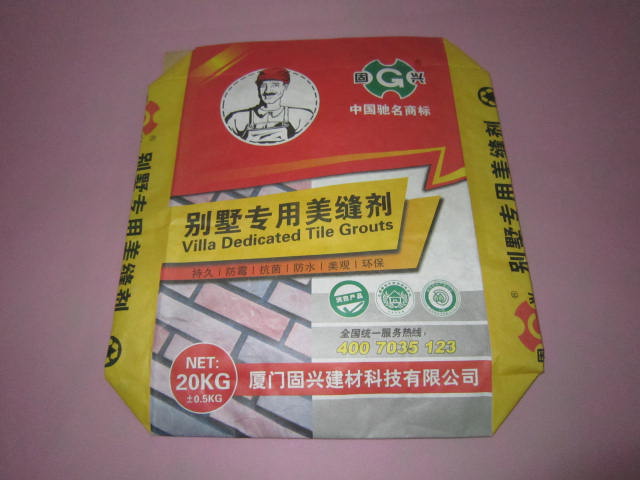 固 G 兴 ®
中国驰名商标
别墅专用美缝剂
Villa Dedicated Tile Grouts
持久 | 防霉 | 抗菌 | 防水 | 美观 | 环保
全国统一服务热线:
400 7035 123
NET:
20KG
±0.5KG
厦门固兴建材科技有限公司
别野专用美缝剂
别野专用美缝剂
®
兴